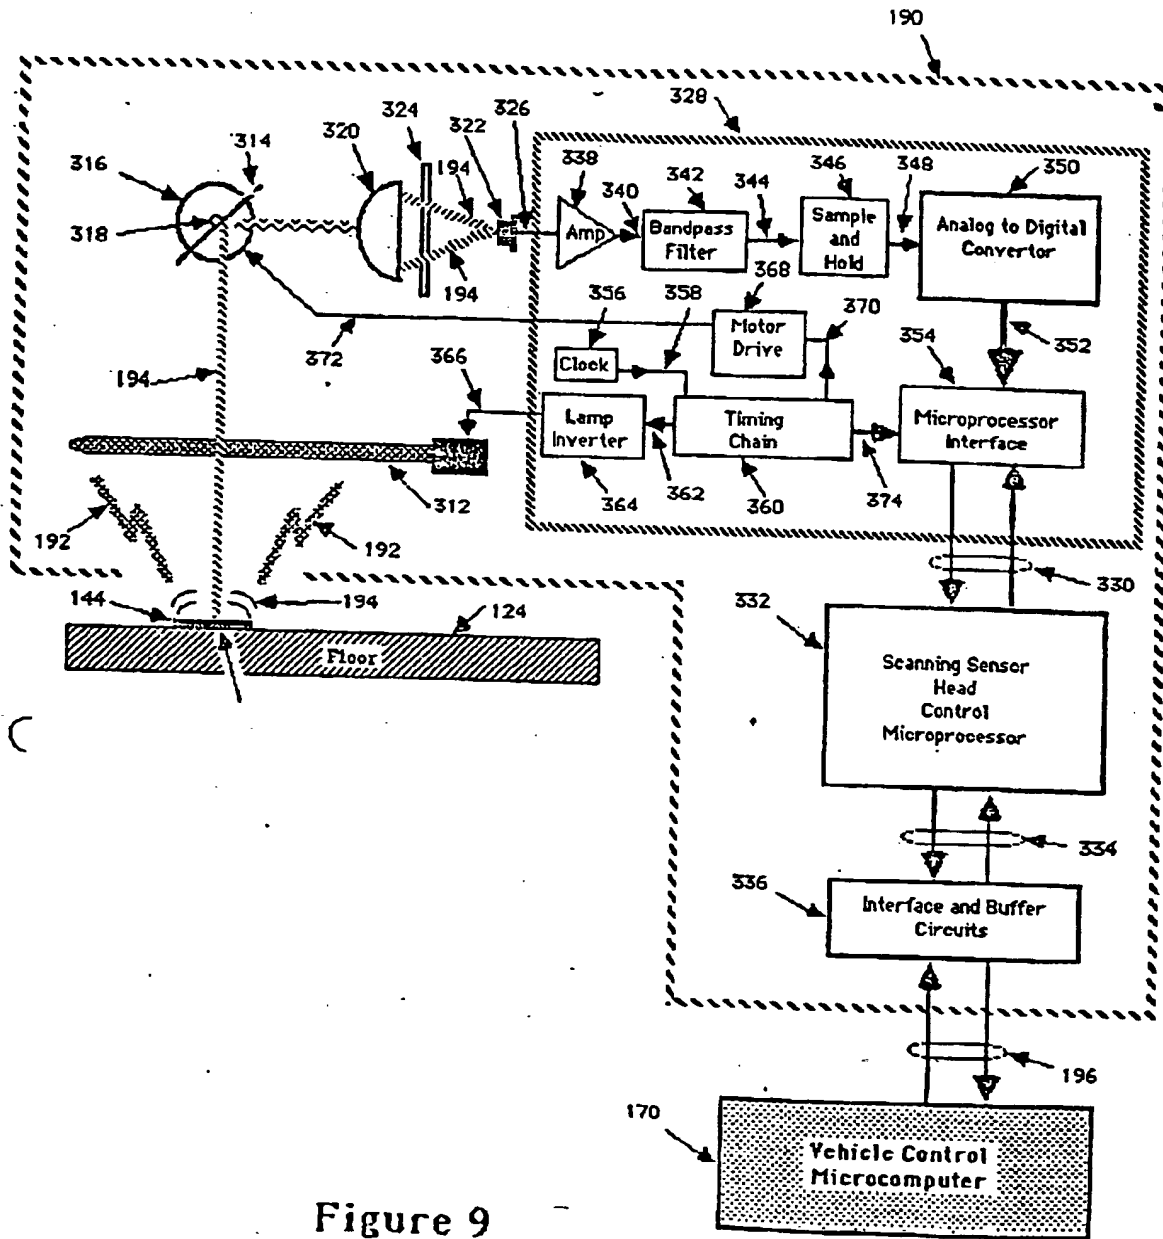 190
328
324
326
320
322
314
316
338
342
346
348
350
194
340
344
318
Amp
Bandpass
Filter
Sample
and
Hold
Analog to Digital
Convertor
194
356
358
368
370
352
372
366
Motor
Drive
354
Clock
194
Lamp
Inverter
Timing
Chain
Microprocessor
Interface
312
364
362
360
374
192
192
330
144
194
124
332
Floor
Scanning Sensor
Head
Control
Microprocessor
334
336
Interface and Buffer
Circuits
196
170
Vehicle Control
Microcomputer
Figure 9